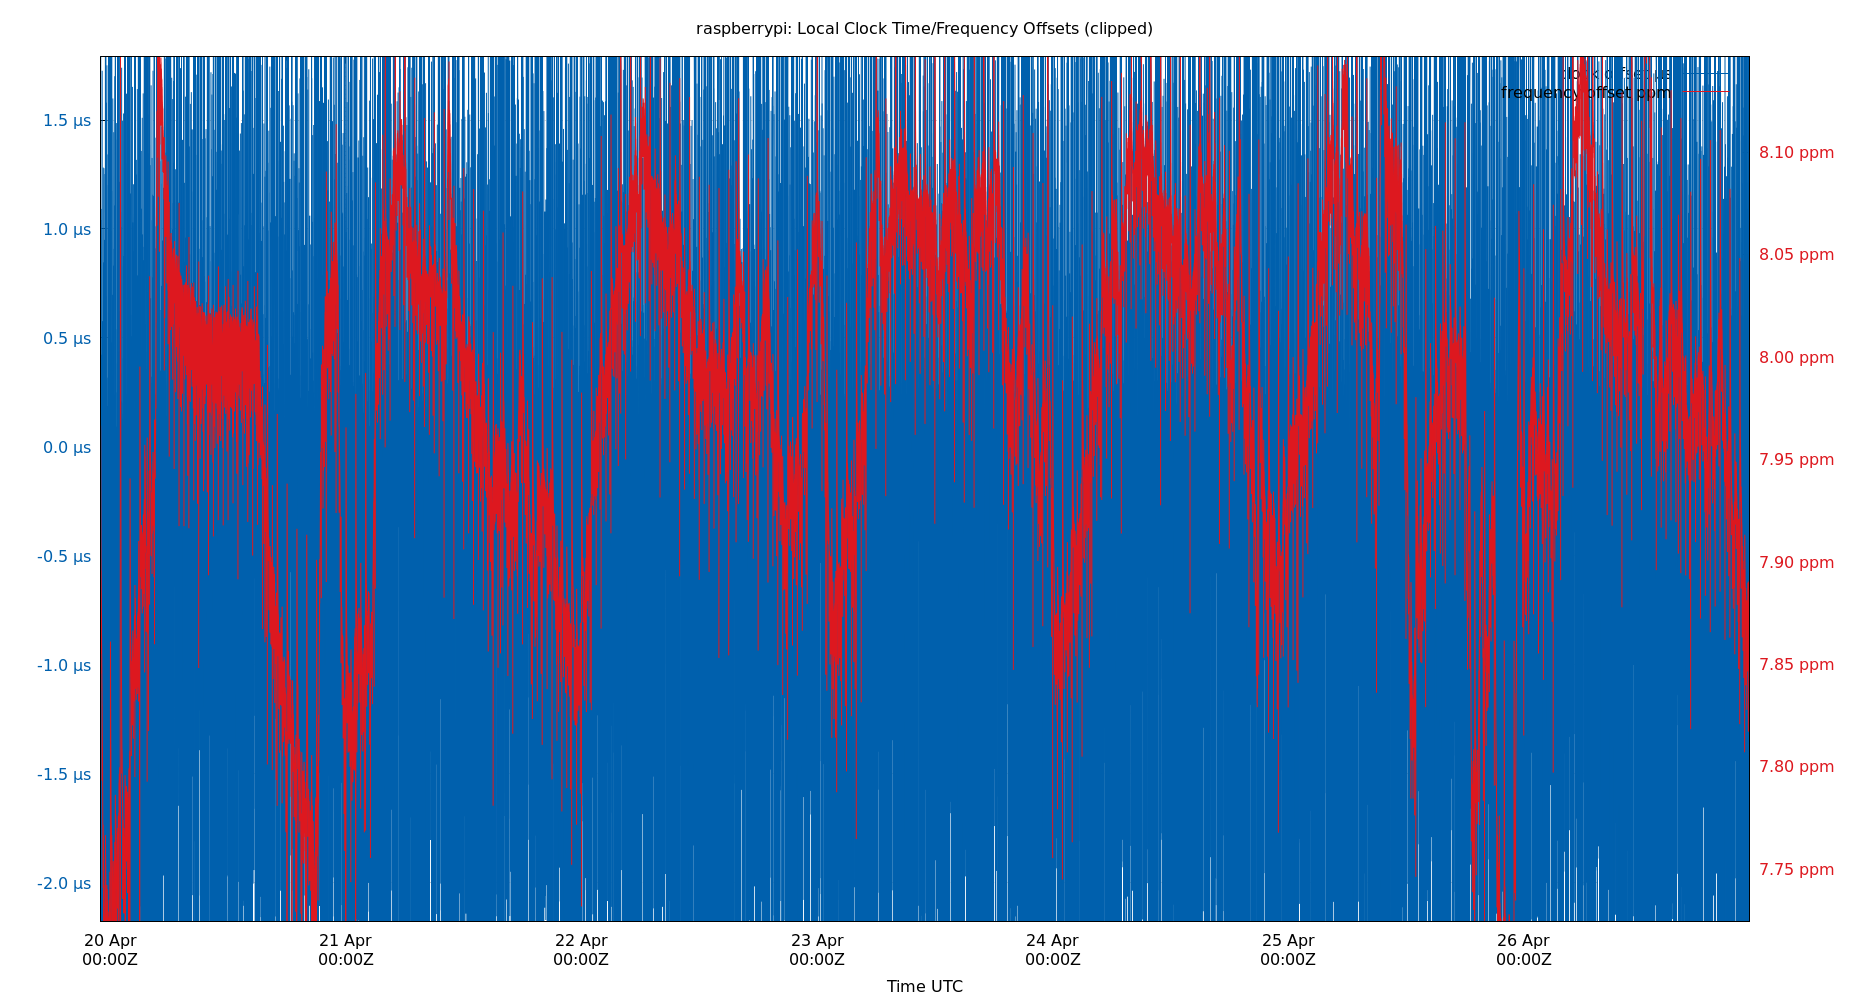 raspberrypi: Local Clock Time/Frequency Offsets (clipped)
clock offset µs
frequency offset ppm
1.5 µs
1.0 µs
0.5 µs
0.0 µs
-0.5 µs
-1.0 µs
-1.5 µs
-2.0 µs
8.10 ppm
8.05 ppm
8.00 ppm
7.95 ppm
7.90 ppm
7.85 ppm
7.80 ppm
7.75 ppm
20 Apr 21 Apr 22 Apr 23 Apr 24 Apr 25 Apr 26 Apr
00:00Z 00:00Z 00:00Z 00:00Z 00:00Z 00:00Z 00:00Z
Time UTC